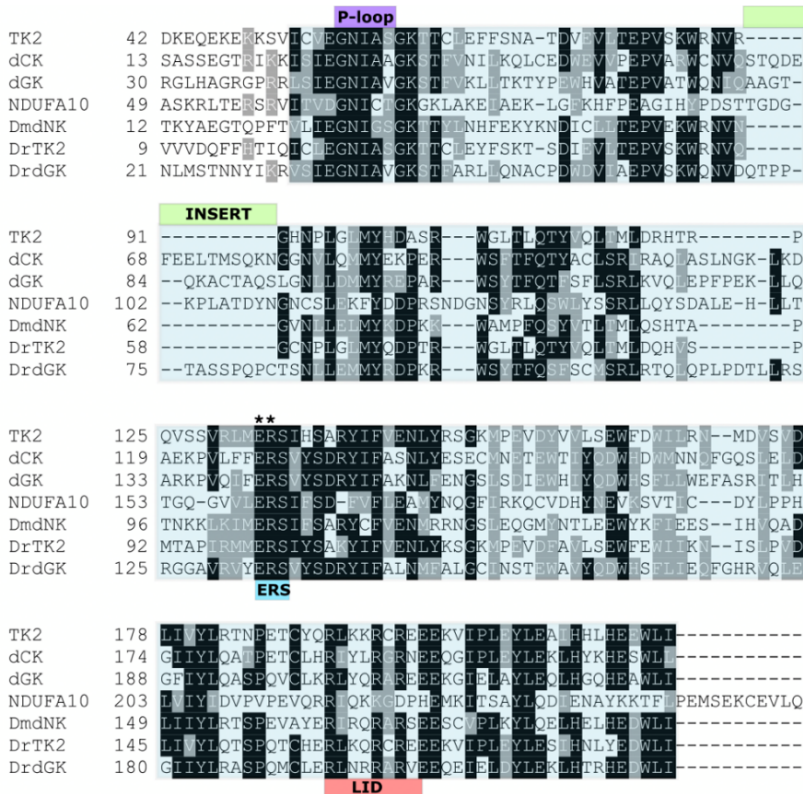 P-loop
TK2 42 DKEQEKEKKSVICVEGNIASGKTTCLEFFSNA-TDVEVLTEPVSKWRNVR-----
dCK 13 SASSEGTRIKKISIEGNIAAGKSTFVNILKQLCEDWEVVPEPVARWCNVQSTQDE
dGK 30 RGLHAGRGPRRLSIEGNIAVGKSTFVKLLTKTYPEWHVATEPVATWQNIQAAGT-
NDUFA10 49 ASKRLTERSRVITVDGNICTGKGKLAKEIAEK-LGFKHFPEAGIHYPDSTTGDG-
DmdNK 12 TKYAEGTQPFTVLIEGNIGSGKTTYLNHFEKYKNDICLLTEPVEKWRNVN-----
DrTK2 9 VVVDQFFHTIQICLEGNIASGKTTCLEYFSKT-SDIEVLTEPVSKWRNVN-----
DrdGK 21 NLMSTNNYIKRVSIEGNIAVGKSTFARLLQNACPDWDVIAEPVSKWQNVDQTPP-
INSERT
TK2 91 -----------GHNPLGLMYHDASR---WGLTLQTYVQLTMLDRHTR-------P
dCK 68 FEELTMSQKNGGNVLQMMYEKPER---WSFTFQTYACLSRIRAQLASLNGK-LKD
dGK 84 --QKACTAQSLGNLLDMMYREPAR---WSYTFQTFSFLSRLKVQLEPFPEK-LLQ
NDUFA10 102 --KPLATDYNGNCSLEKFYDDPRSNDGNSYRLQSWLYSSRLLQYSDALE-H-LLT
DmdNK 62 -----------GVNLLELMYKDPKK---WAMPFQSYVTLTMLQSHTA-------P
DrTK2 58 -----------GCNPLGLMYQDPTR---WGLTLQTYVQLTMLDQHVS-------P
DrdGK 75 --TASSPQPCTSNLLEMMYRDPKR---WSYTFQSFSCMSRLRTQLQPLPDTLLRS
**
TK2 125 QVSSVRLMERSIHSARYIFVENLYRSGKMPEVDYVVLSEWFDWILRN--MDVSVD
dCK 119 AEKPVLFFERSVYSDRYIFASNLYESECMNETEWTIYQDWHDWMNNQFGQSLELD
dGK 133 ARKPVQIFERSVYSDRYIFAKNLFENGSLSDIEWHIYQDWHSFLLWEFASRITLH
NDUFA10 153 TGQ-GVVLERSIFSD-FVFLEAMYNQGFIRKQCVDHYNEVKSVTIC---DYLPPH
DmdNK 96 TNKKLKIMERSIFSARYCFVENMRRNGSLEQGMYNTLEEWYKFIEES--IHVQAD
DrTK2 92 MTAPIRMMERSIYSAKYIFVENLYKSGKMPEVDFAVLSEWFEWIIKN--ISLPVD
DrdGK 125 RGGAVRVYERSVYSDRYIFALNMFALGCINSTEWAVYQDWHSFLIEQFGHRVQLE
ERS
TK2 178 LIVYLRTNPETCYQRLKKRCREEEKVIPLEYLEAIHHLHEEWLI-----------
dCK 174 GIIYLQATPETCLHRIYLRGRNEEQGIPLEYLEKLHYKHESWLL-----------
dGK 188 GFIYLQASPQVCLKRLYQRAREEEKGIELAYLEQLHGQHEAWLI-----------
NDUFA10 203 LVIYIDVPVPEVQRRIQKKGDPHEMKITSAYLQDIENAYKKTFLPEMSEKCEVLQ
DmdNK 149 LIIYLRTSPEVAYERIRQRARSEESCVPLKYLQELHELHEDWLI-----------
DrTK2 145 LIVYLQTSPQTCHERLKQRCREEEKVIPLEYLESIHNLYEDWLI-----------
DrdGK 180 GIIYLRASPQMCLERLNRRARVEEQEIELDYLEKLHTRHEDWLI-----------
LID